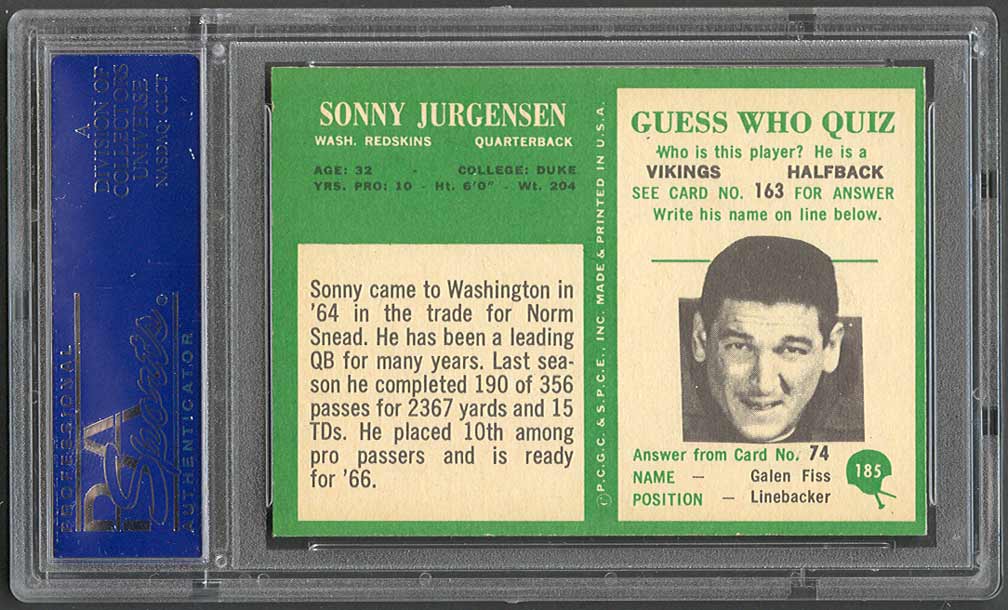 A
DIVISION OF
COLLECTORS
UNIVERSE
NASDAQ: CLCT
PROFESSIONAL
PSA
Sports
AUTHENTICATOR
SONNY JURGENSEN
WASH. REDSKINS QUARTERBACK
AGE: 32 - COLLEGE: DUKE
YRS. PRO: 10 - Ht. 6'0" - Wt. 204
Sonny came to Washington in
'64 in the trade for Norm
Snead. He has been a leading
QB for many years. Last sea-
son he completed 190 of 356
passes for 2367 yards and 15
TDs. He placed 10th among
pro passers and is ready
for '66.
© P.C.G.C. & S.P.C.E., INC. MADE & PRINTED IN U.S.A.
GUESS WHO QUIZ
Who is this player? He is a
VIKINGS HALFBACK
SEE CARD NO. 163 FOR ANSWER
Write his name on line below.
Answer from Card No. 74
NAME — Galen Fiss
POSITION — Linebacker
185